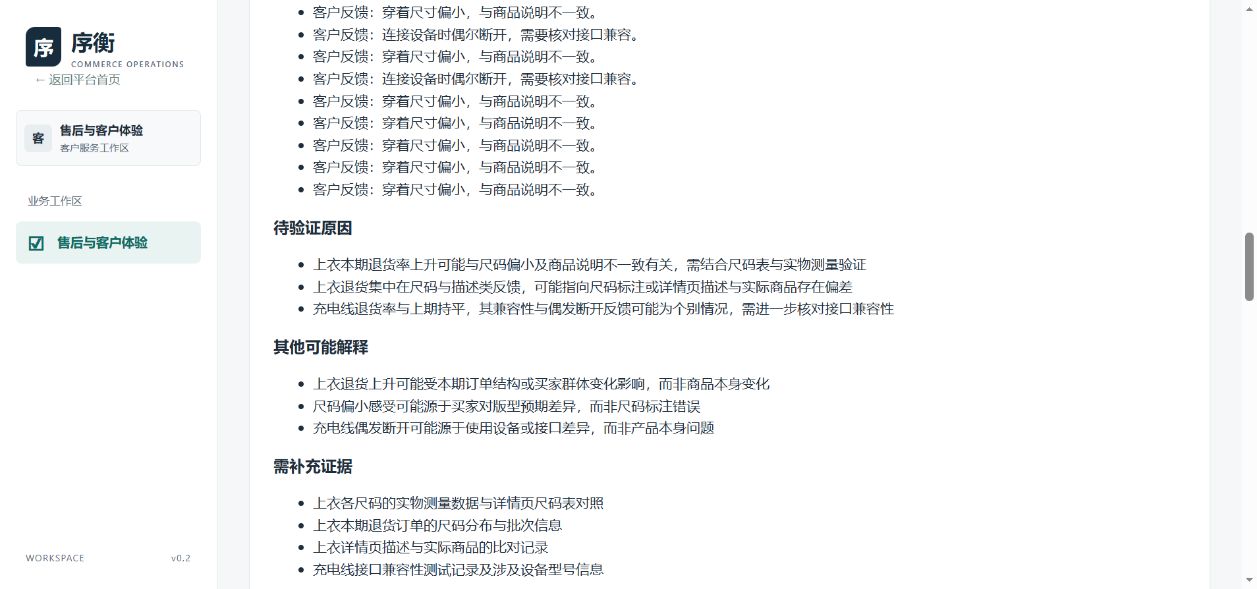 序 序衡
COMMERCE OPERATIONS
← 返回平台首页
客 售后与客户体验
客户服务工作区
业务工作区
售后与客户体验
WORKSPACE v0.2
客户反馈：穿着尺寸偏小，与商品说明不一致。
客户反馈：连接设备时偶尔断开，需要核对接口兼容。
客户反馈：穿着尺寸偏小，与商品说明不一致。
客户反馈：连接设备时偶尔断开，需要核对接口兼容。
客户反馈：穿着尺寸偏小，与商品说明不一致。
客户反馈：穿着尺寸偏小，与商品说明不一致。
客户反馈：穿着尺寸偏小，与商品说明不一致。
客户反馈：穿着尺寸偏小，与商品说明不一致。
客户反馈：穿着尺寸偏小，与商品说明不一致。
待验证原因
上衣本期退货率上升可能与尺码偏小及商品说明不一致有关，需结合尺码表与实物测量验证
上衣退货集中在尺码与描述类反馈，可能指向尺码标注或详情页描述与实际商品存在偏差
充电线退货率与上期持平，其兼容性与偶发断开反馈可能为个别情况，需进一步核对接口兼容性
其他可能解释
上衣退货上升可能受本期订单结构或买家群体变化影响，而非商品本身变化
尺码偏小感受可能源于买家对版型预期差异，而非尺码标注错误
充电线偶发断开可能源于使用设备或接口差异，而非产品本身问题
需补充证据
上衣各尺码的实物测量数据与详情页尺码表对照
上衣本期退货订单的尺码分布与批次信息
上衣详情页描述与实际商品的比对记录
充电线接口兼容性测试记录及涉及设备型号信息